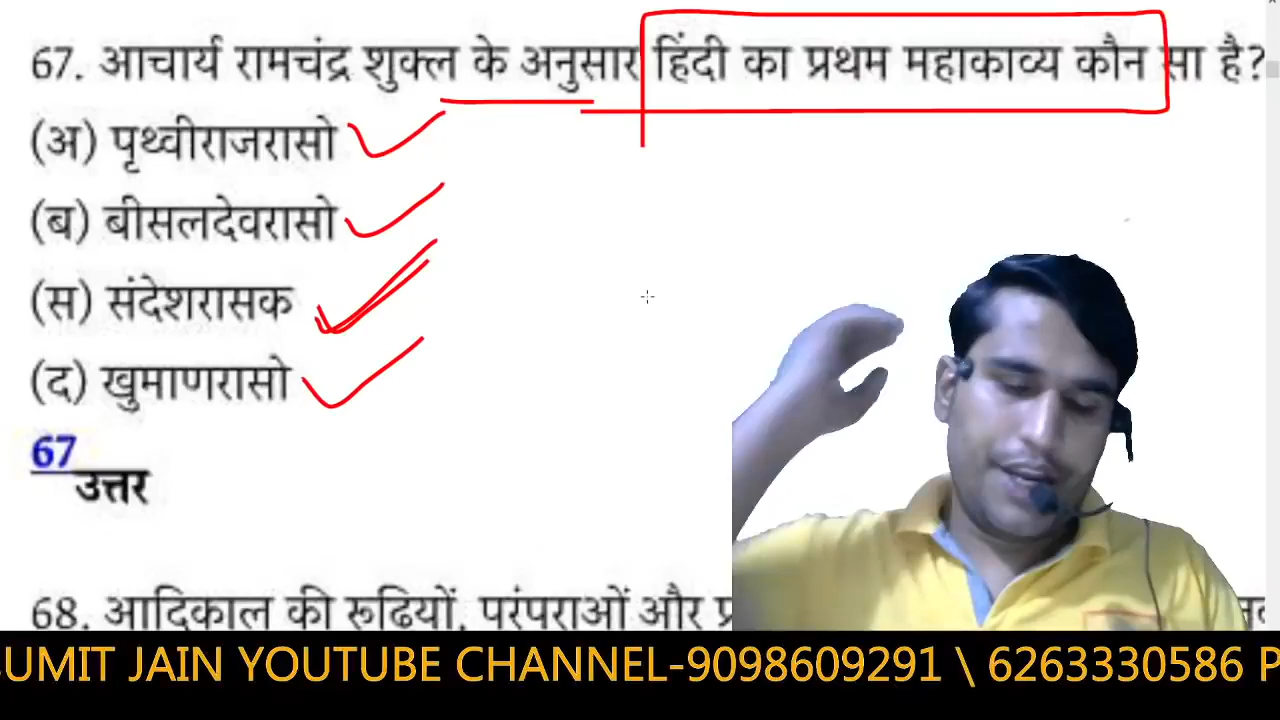 67. आचार्य रामचंद्र शुक्ल के अनुसार हिंदी का प्रथम महाकाव्य कौन सा है?
(अ) पृथ्वीराजरासो
(ब) बीसलदेवरासो
(स) संदेशरासक
(द) खुमाणरासो
67
उत्तर
68. आदिकाल की रूढियों, परंपराओं और
SUMIT JAIN YOUTUBE CHANNEL-9098609291 \ 6263330586 P